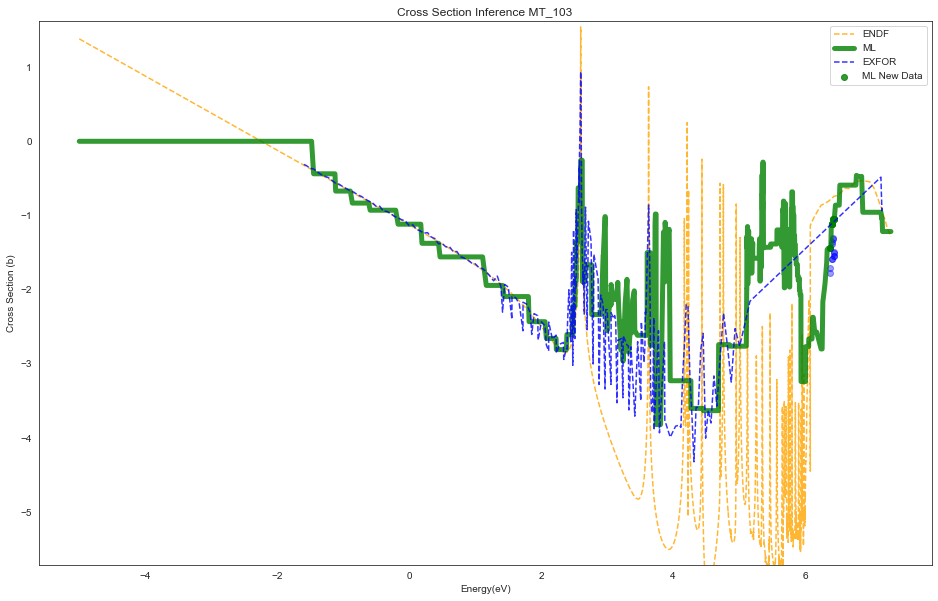 Cross Section Inference MT_103
ENDF
ML
EXFOR
ML New Data
Cross Section (b)
1
0
−1
−2
−3
−4
−5
−4
−2
0
2
4
6
Energy(eV)